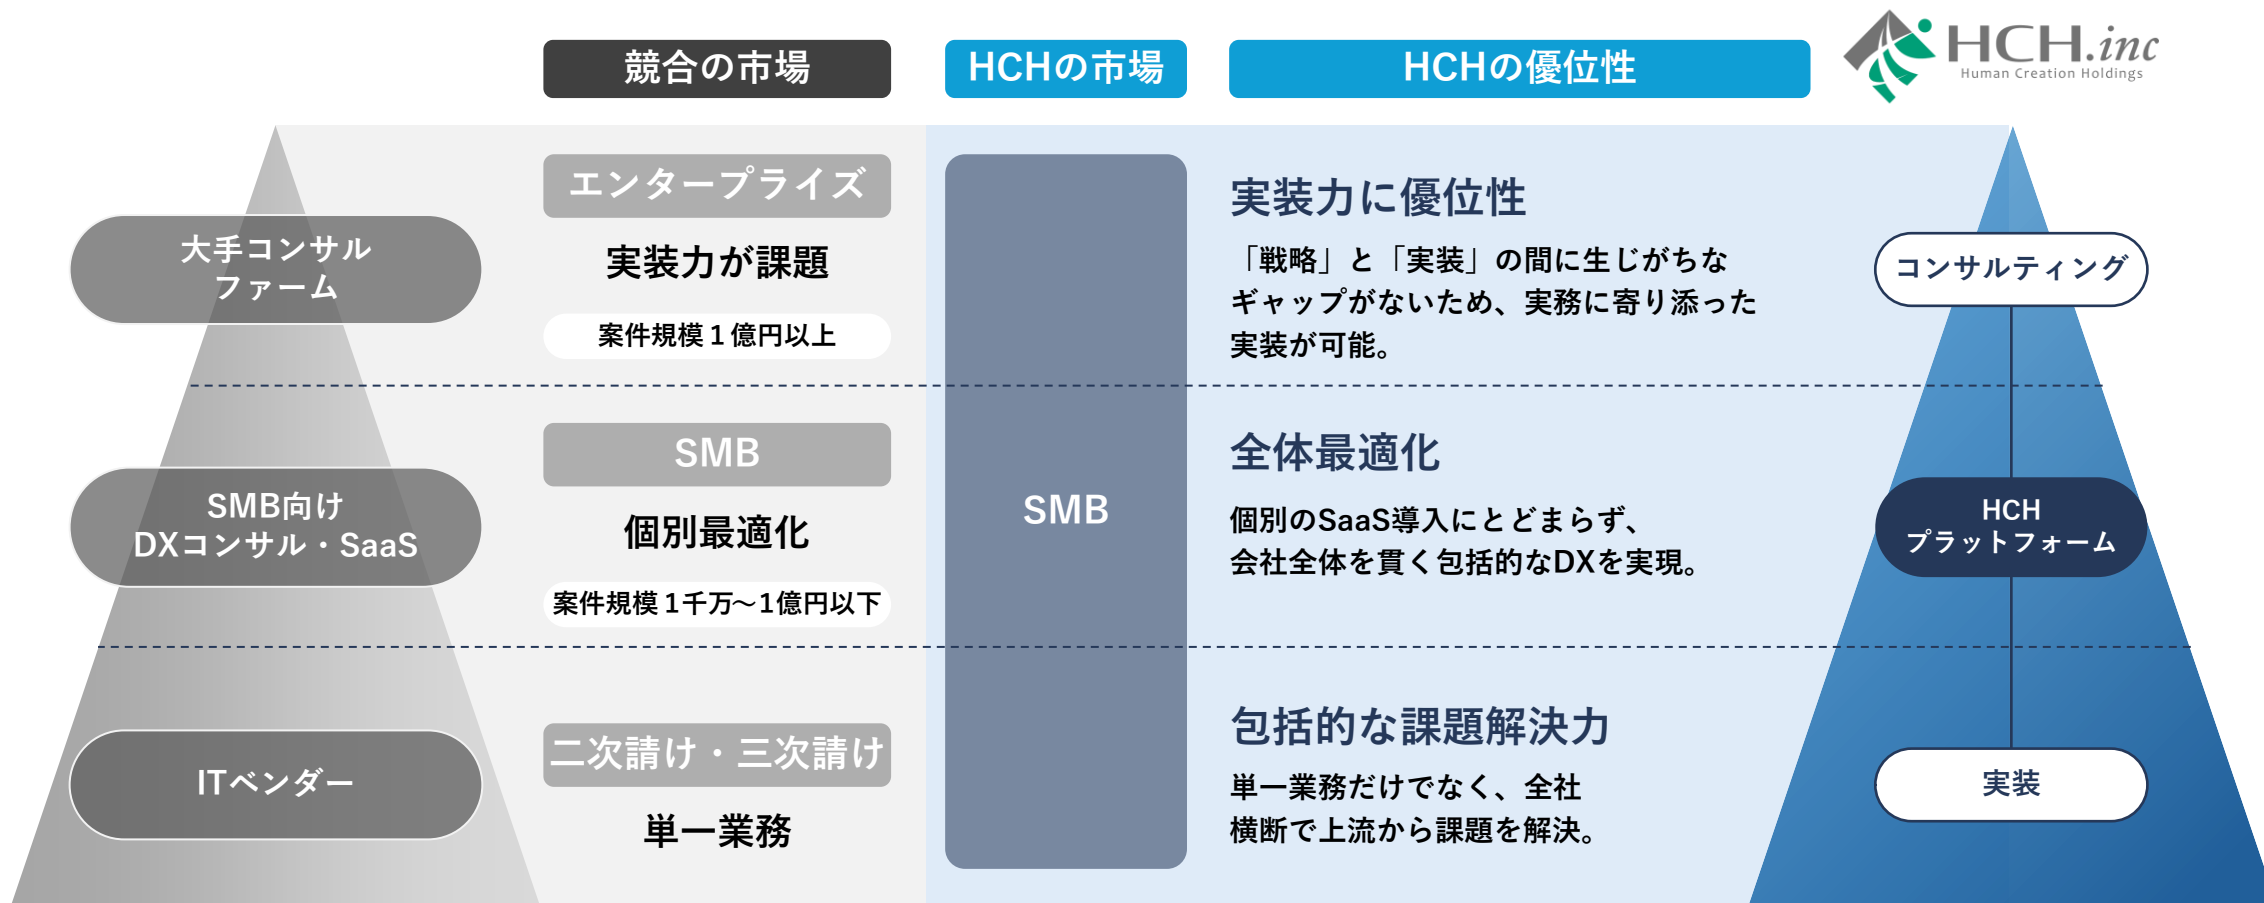 競合の市場
HCHの市場
HCHの優位性
HCH.inc
Human Creation Holdings
大手コンサル
ファーム
エンタープライズ
実装力が課題
案件規模１億円以上
実装力に優位性
「戦略」と「実装」の間に生じがちな
ギャップがないため、実務に寄り添った
実装が可能。
コンサルティング
SMB向け
DXコンサル・SaaS
SMB
個別最適化
案件規模1千万～1億円以下
SMB
全体最適化
個別のSaaS導入にとどまらず、
会社全体を貫く包括的なDXを実現。
HCH
プラットフォーム
ITベンダー
二次請け・三次請け
単一業務
包括的な課題解決力
単一業務だけでなく、全社
横断で上流から課題を解決。
実装